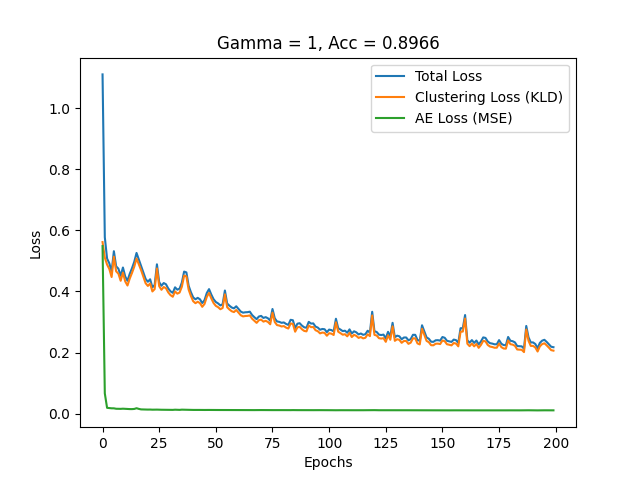 Gamma = 1, Acc = 0.8966
Total Loss
Clustering Loss (KLD)
AE Loss (MSE)
Loss
1.0
0.8
0.6
0.4
0.2
0.0
0 25 50 75 100 125 150 175 200
Epochs